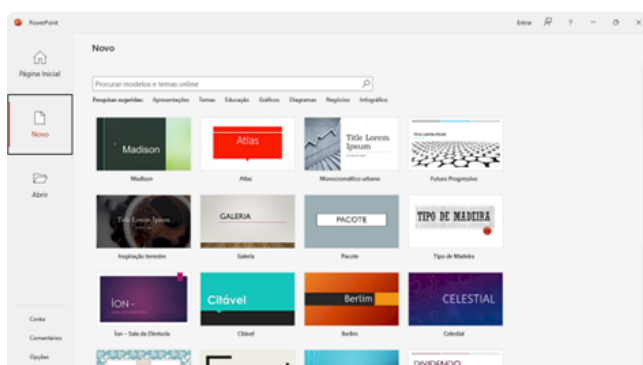 PowerPoint
Entrar
?
Novo
Página Inicial
Procurar modelos e temas online
Pesquisas sugeridas: Apresentações Temas Educação Gráficos Diagramas Negócios Infográfico
Novo
Madison
Atlas
Title Lorem
Ipsum
TITLE LOREM IPSUM
Madison
Atlas
Monocromático urbano
Futuro Progressivo
Abrir
Title Lorem Ipsum
GALERIA
PACOTE
TIPO DE MADEIRA
Inspiração terrestre
Galeria
Pacote
Tipo de Madeira
ÍON -
Citável
Berlim
CELESTIAL
Íon – Sala da Diretoria
Citável
Berlim
Celestial
Conta
Comentários
Opções
DIVIDENDO